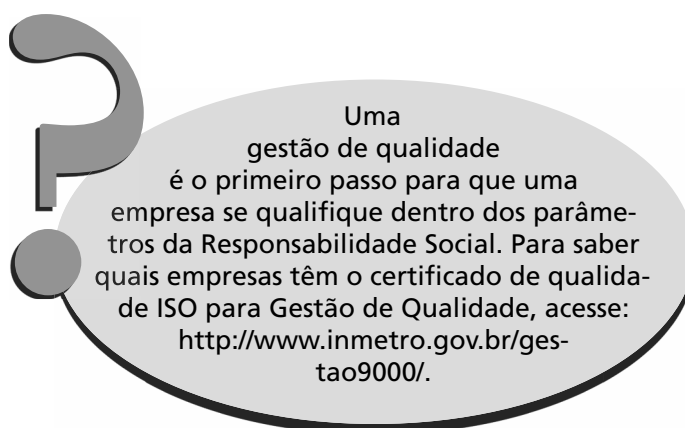 Uma
gestão de qualidade
é o primeiro passo para que uma
empresa se qualifique dentro dos parâme-
tros da Responsabilidade Social. Para saber
quais empresas têm o certificado de qualida-
de ISO para Gestão de Qualidade, acesse:
http://www.inmetro.gov.br/ges-
tao9000/.